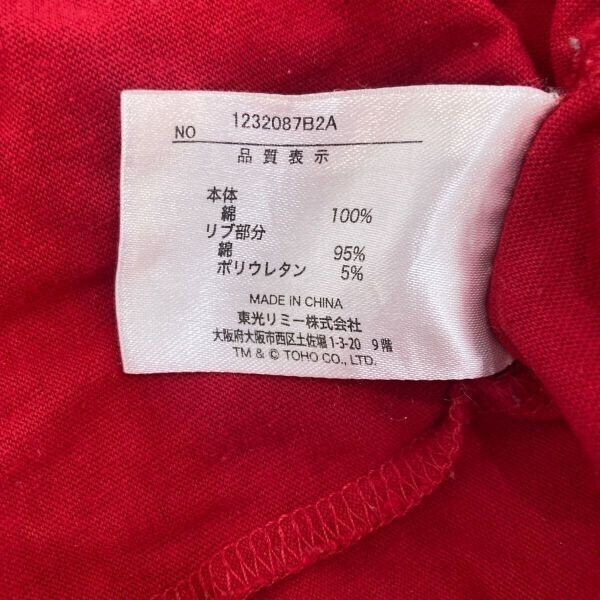 NO 1232087B2A
品質表示
本体
綿 100%
リブ部分
綿 95%
ポリウレタン 5%
MADE iN CHINA
東光リミー株式会社
大阪府大阪市西区土佐堀1-3-20 9階
TM & © TOHO CO., LTD.